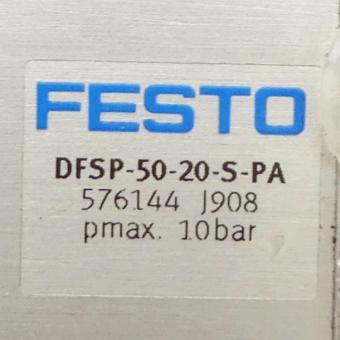 FESTO
DFSP-50-20-S-PA
576144 J908
pmax. 10bar